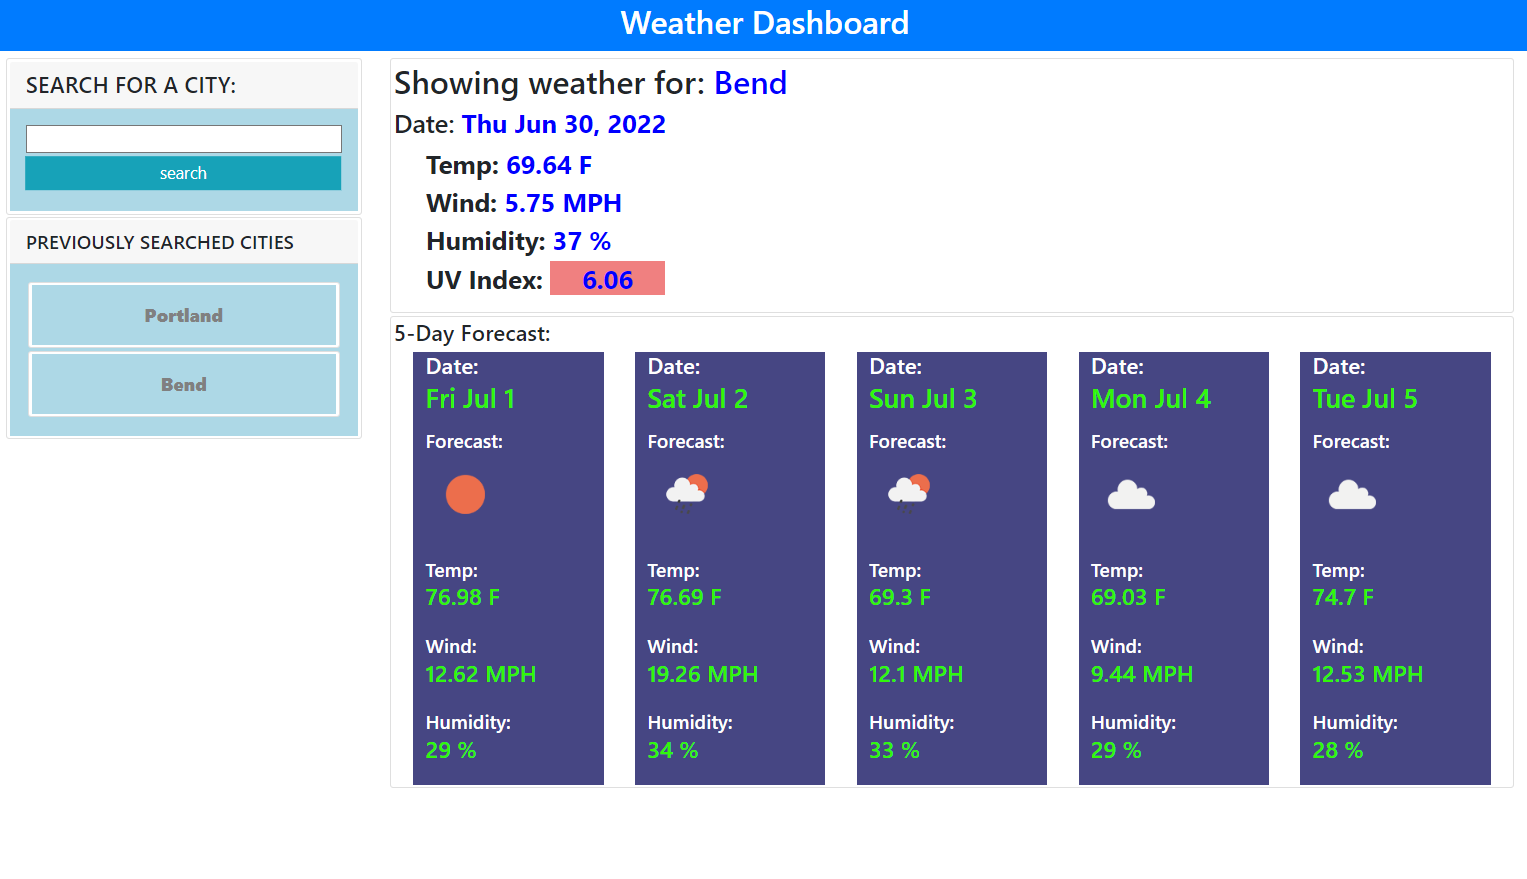 Weather Dashboard
SEARCH FOR A CITY:
search
PREVIOUSLY SEARCHED CITIES
Portland
Bend
Showing weather for: Bend
Date: Thu Jun 30, 2022
Temp: 69.64 F
Wind: 5.75 MPH
Humidity: 37 %
UV Index: 6.06
5-Day Forecast:
Date:
Fri Jul 1
Forecast:
Temp:
76.98 F
Wind:
12.62 MPH
Humidity:
29 %
Date:
Sat Jul 2
Forecast:
Temp:
76.69 F
Wind:
19.26 MPH
Humidity:
34 %
Date:
Sun Jul 3
Forecast:
Temp:
69.3 F
Wind:
12.1 MPH
Humidity:
33 %
Date:
Mon Jul 4
Forecast:
Temp:
69.03 F
Wind:
9.44 MPH
Humidity:
29 %
Date:
Tue Jul 5
Forecast:
Temp:
74.7 F
Wind:
12.53 MPH
Humidity:
28 %